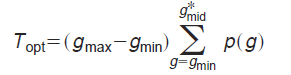 T_opt=(g_max−g_min) ∑_{g=g_min}^{g*_mid} p(g)